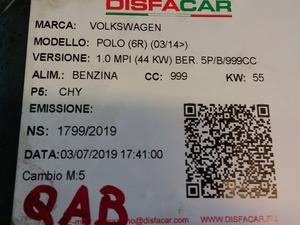 DISFACAR
MARCA: VOLKSWAGEN
MODELLO: POLO (6R) (03/14>)
VERSIONE: 1.0 MPI (44 KW) BER. 5P/B/999CC
ALIM.: BENZINA CC: 999 KW: 55
P5: CHY
EMISSIONE:
NS: 1799/2019
DATA: 03/07/2019 17:41:00
Cambio M:5
QAB
@disfacar.com
WWW.DISFACAR